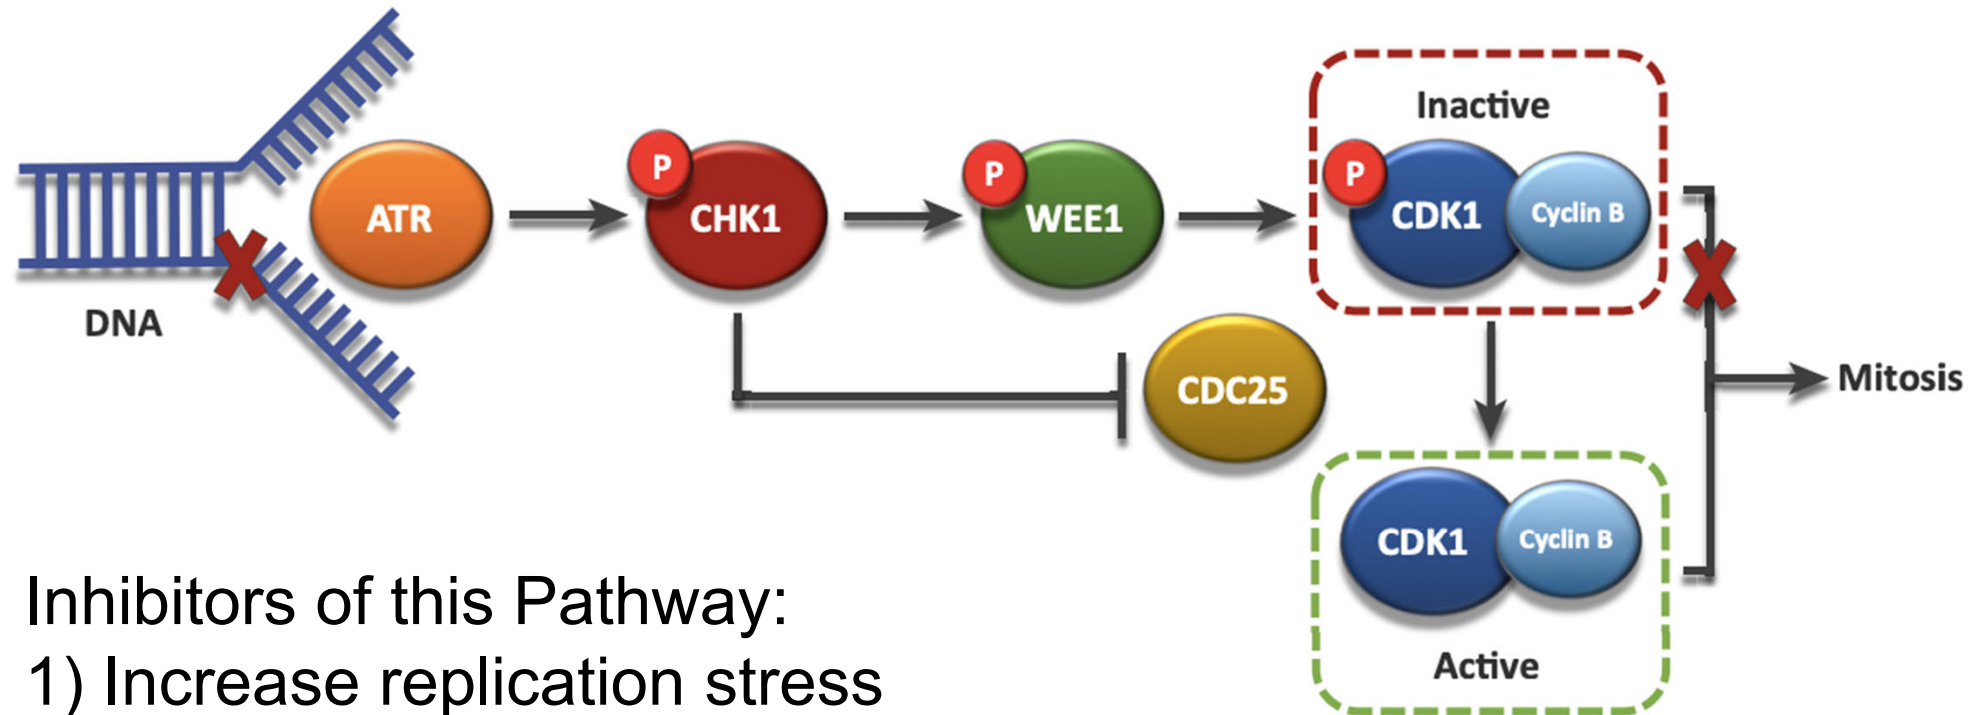 DNA
ATR
P
CHK1
P
WEE1
Inactive
P
CDK1
Cyclin B
CDC25
Mitosis
CDK1
Cyclin B
Active
Inhibitors of this Pathway:
1) Increase replication stress